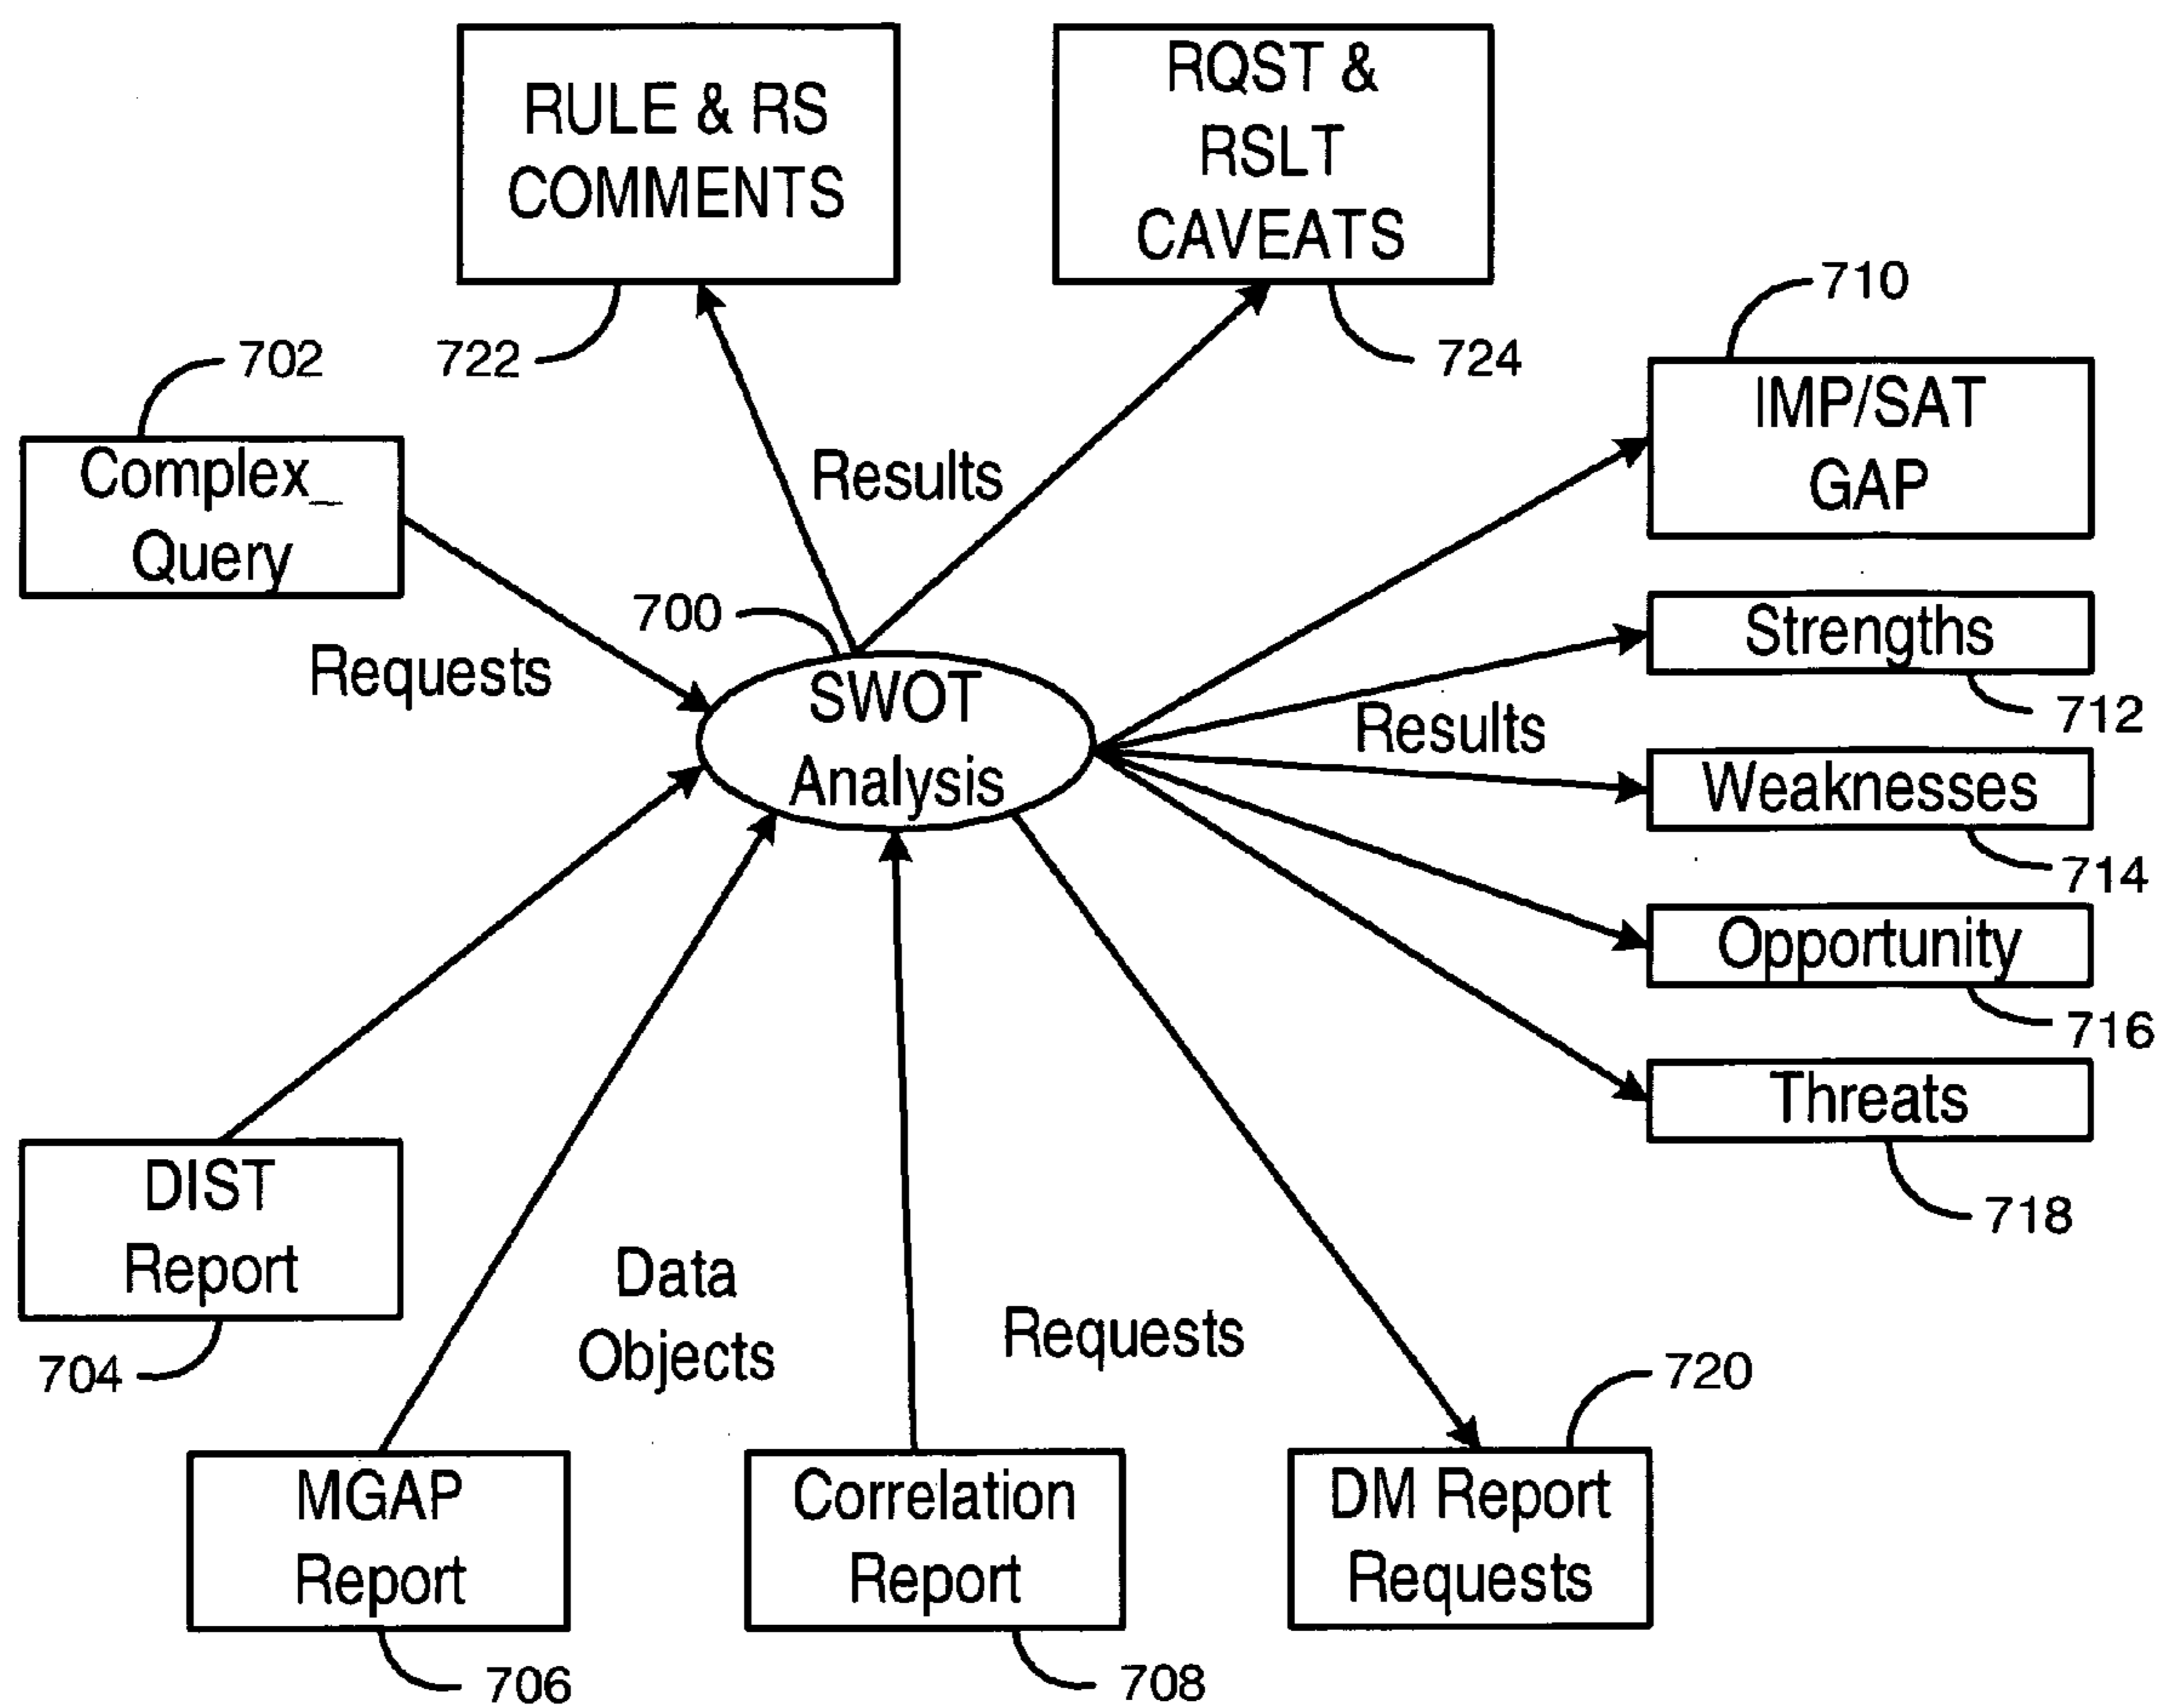 RULE & RS
COMMENTS
RQST &
RSLT
CAVEATS
710
702
722
724
IMP/SAT
GAP
Complex_
Query
Results
700
Requests
Strengths
712
SWOT
Analysis
Results
Weaknesses
714
Opportunity
716
Threats
718
DIST
Report
704
Data
Objects
Requests
720
MGAP
Report
706
Correlation
Report
708
DM Report
Requests